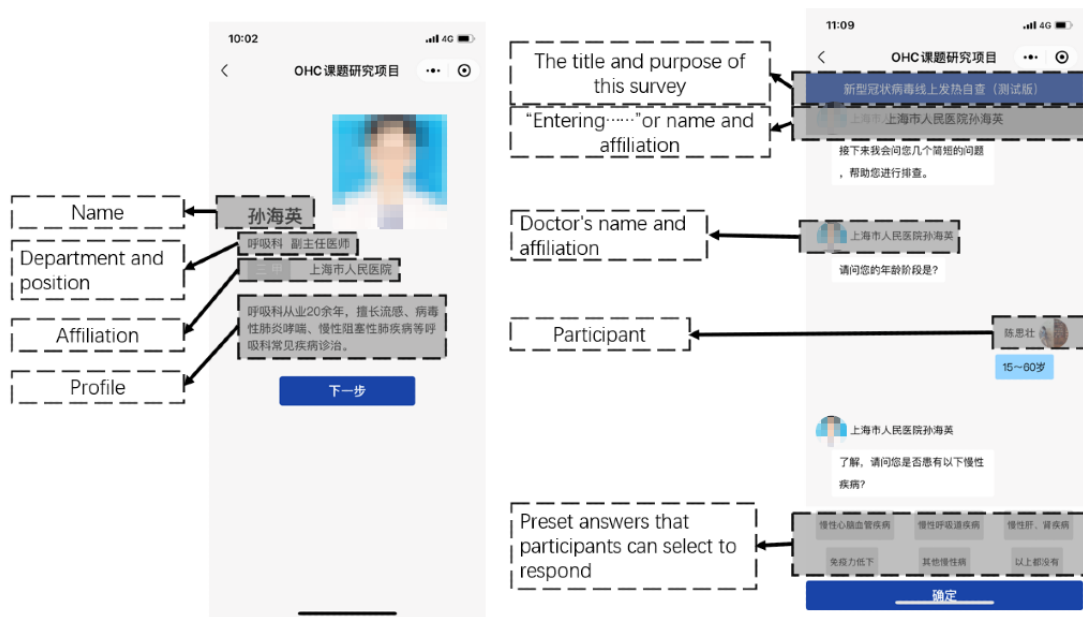 10:02
4G
OHC课题研究项目
孙海英
呼吸科 副主任医师
三甲 上海市人民医院
呼吸科从业20余年,擅长流感、病毒
性肺炎哮喘、慢性阻塞性肺疾病等呼
吸科常见疾病诊治。
下一步
Name
Department and
position
Affiliation
Profile
The title and purpose of
this survey
“Entering……”or name and
affiliation
Doctor's name and
affiliation
Participant
Preset answers that
participants can select to
respond
11:09
4G
OHC课题研究项目
新型冠状病毒线上发热自查(测试版)
上海市人民医院孙海英
接下来我会问您几个简短的问题
,帮助您进行排查。
上海市人民医院孙海英
请问您的年龄阶段是?
陈思壮
15~60岁
上海市人民医院孙海英
了解,请问您是否患有以下慢性
疾病?
慢性心脑血管疾病 慢性呼吸道疾病 慢性肝、肾疾病
免疫力低下 其他慢性病 以上都没有
确定